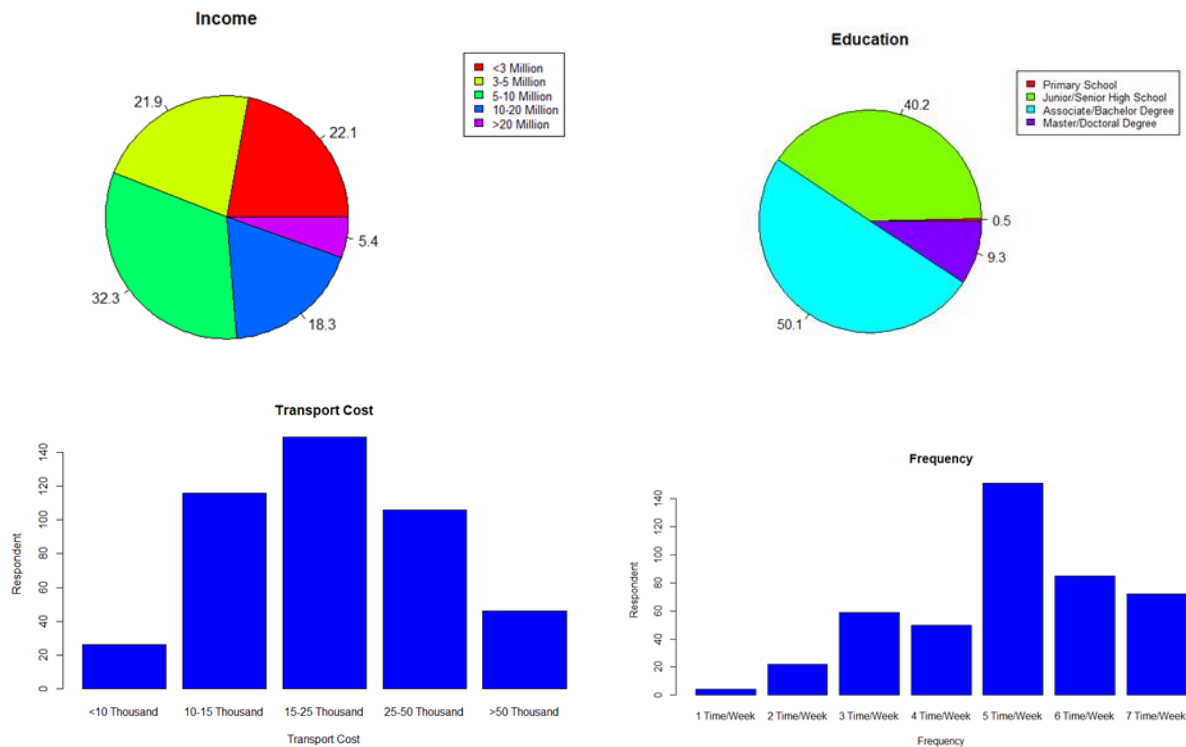 Income
<3 Million
3-5 Million
5-10 Million
10-20 Million
>20 Million
21.9
22.1
5.4
32.3
18.3
Education
Primary School
Junior/Senior High School
Associate/Bachelor Degree
Master/Doctoral Degree
40.2
0.5
9.3
50.1
Transport Cost
Respondent
140
120
100
80
60
40
20
0
<10 Thousand 10-15 Thousand 15-25 Thousand 25-50 Thousand >50 Thousand
Transport Cost
Frequency
Respondent
140
120
100
80
60
40
20
0
1 Time/Week 2 Time/Week 3 Time/Week 4 Time/Week 5 Time/Week 6 Time/Week 7 Time/Week
Frequency